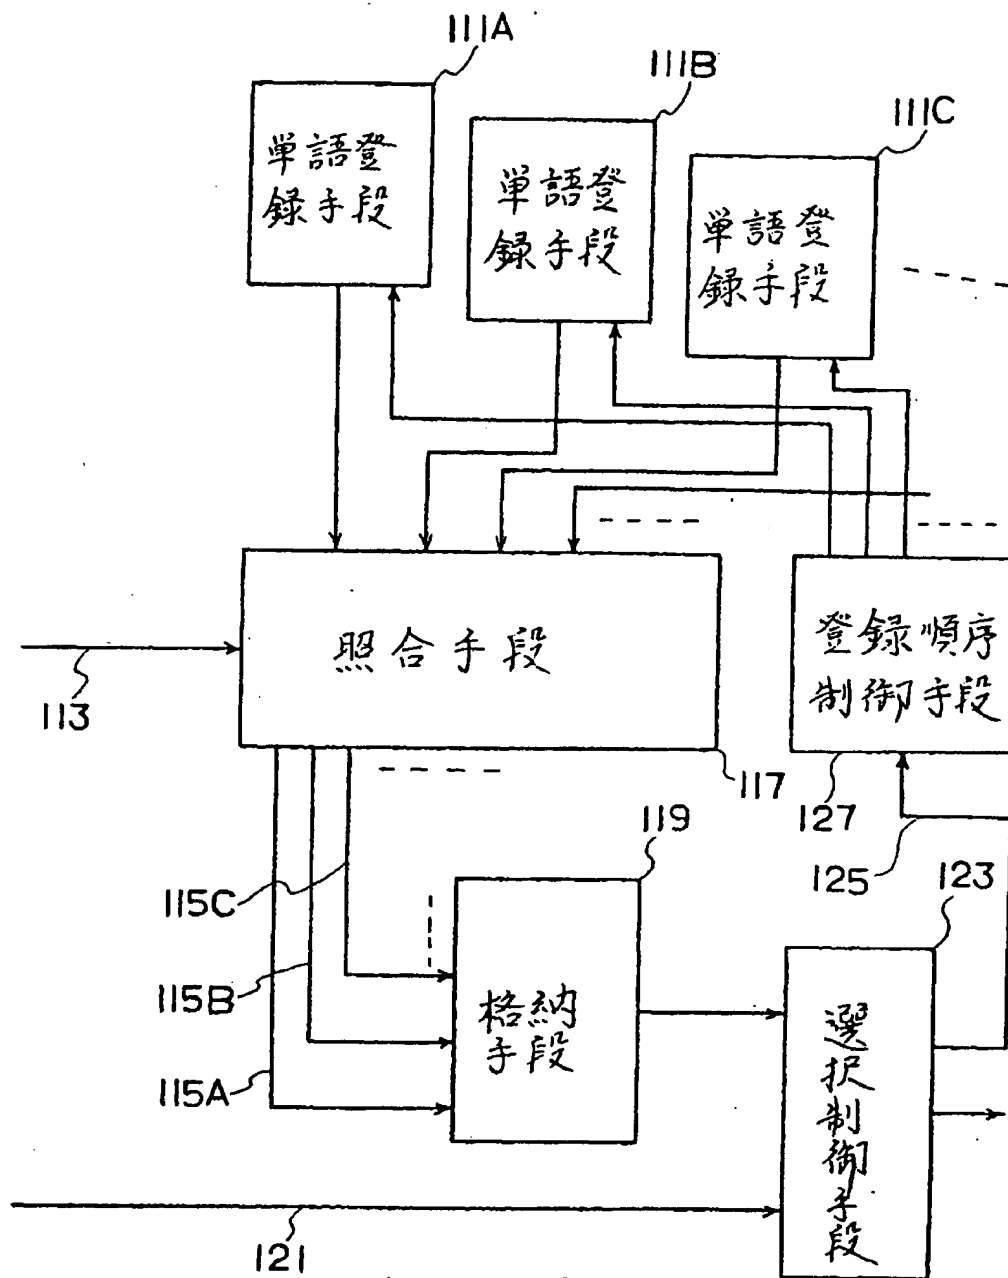 111A
111B
111C
単語登
録手段
単語登
録手段
単語登
録手段
照合手段
登録順序
制御手段
113
117
127
119
125
123
115C
115B
115A
格納
手段
選択制御手段
121